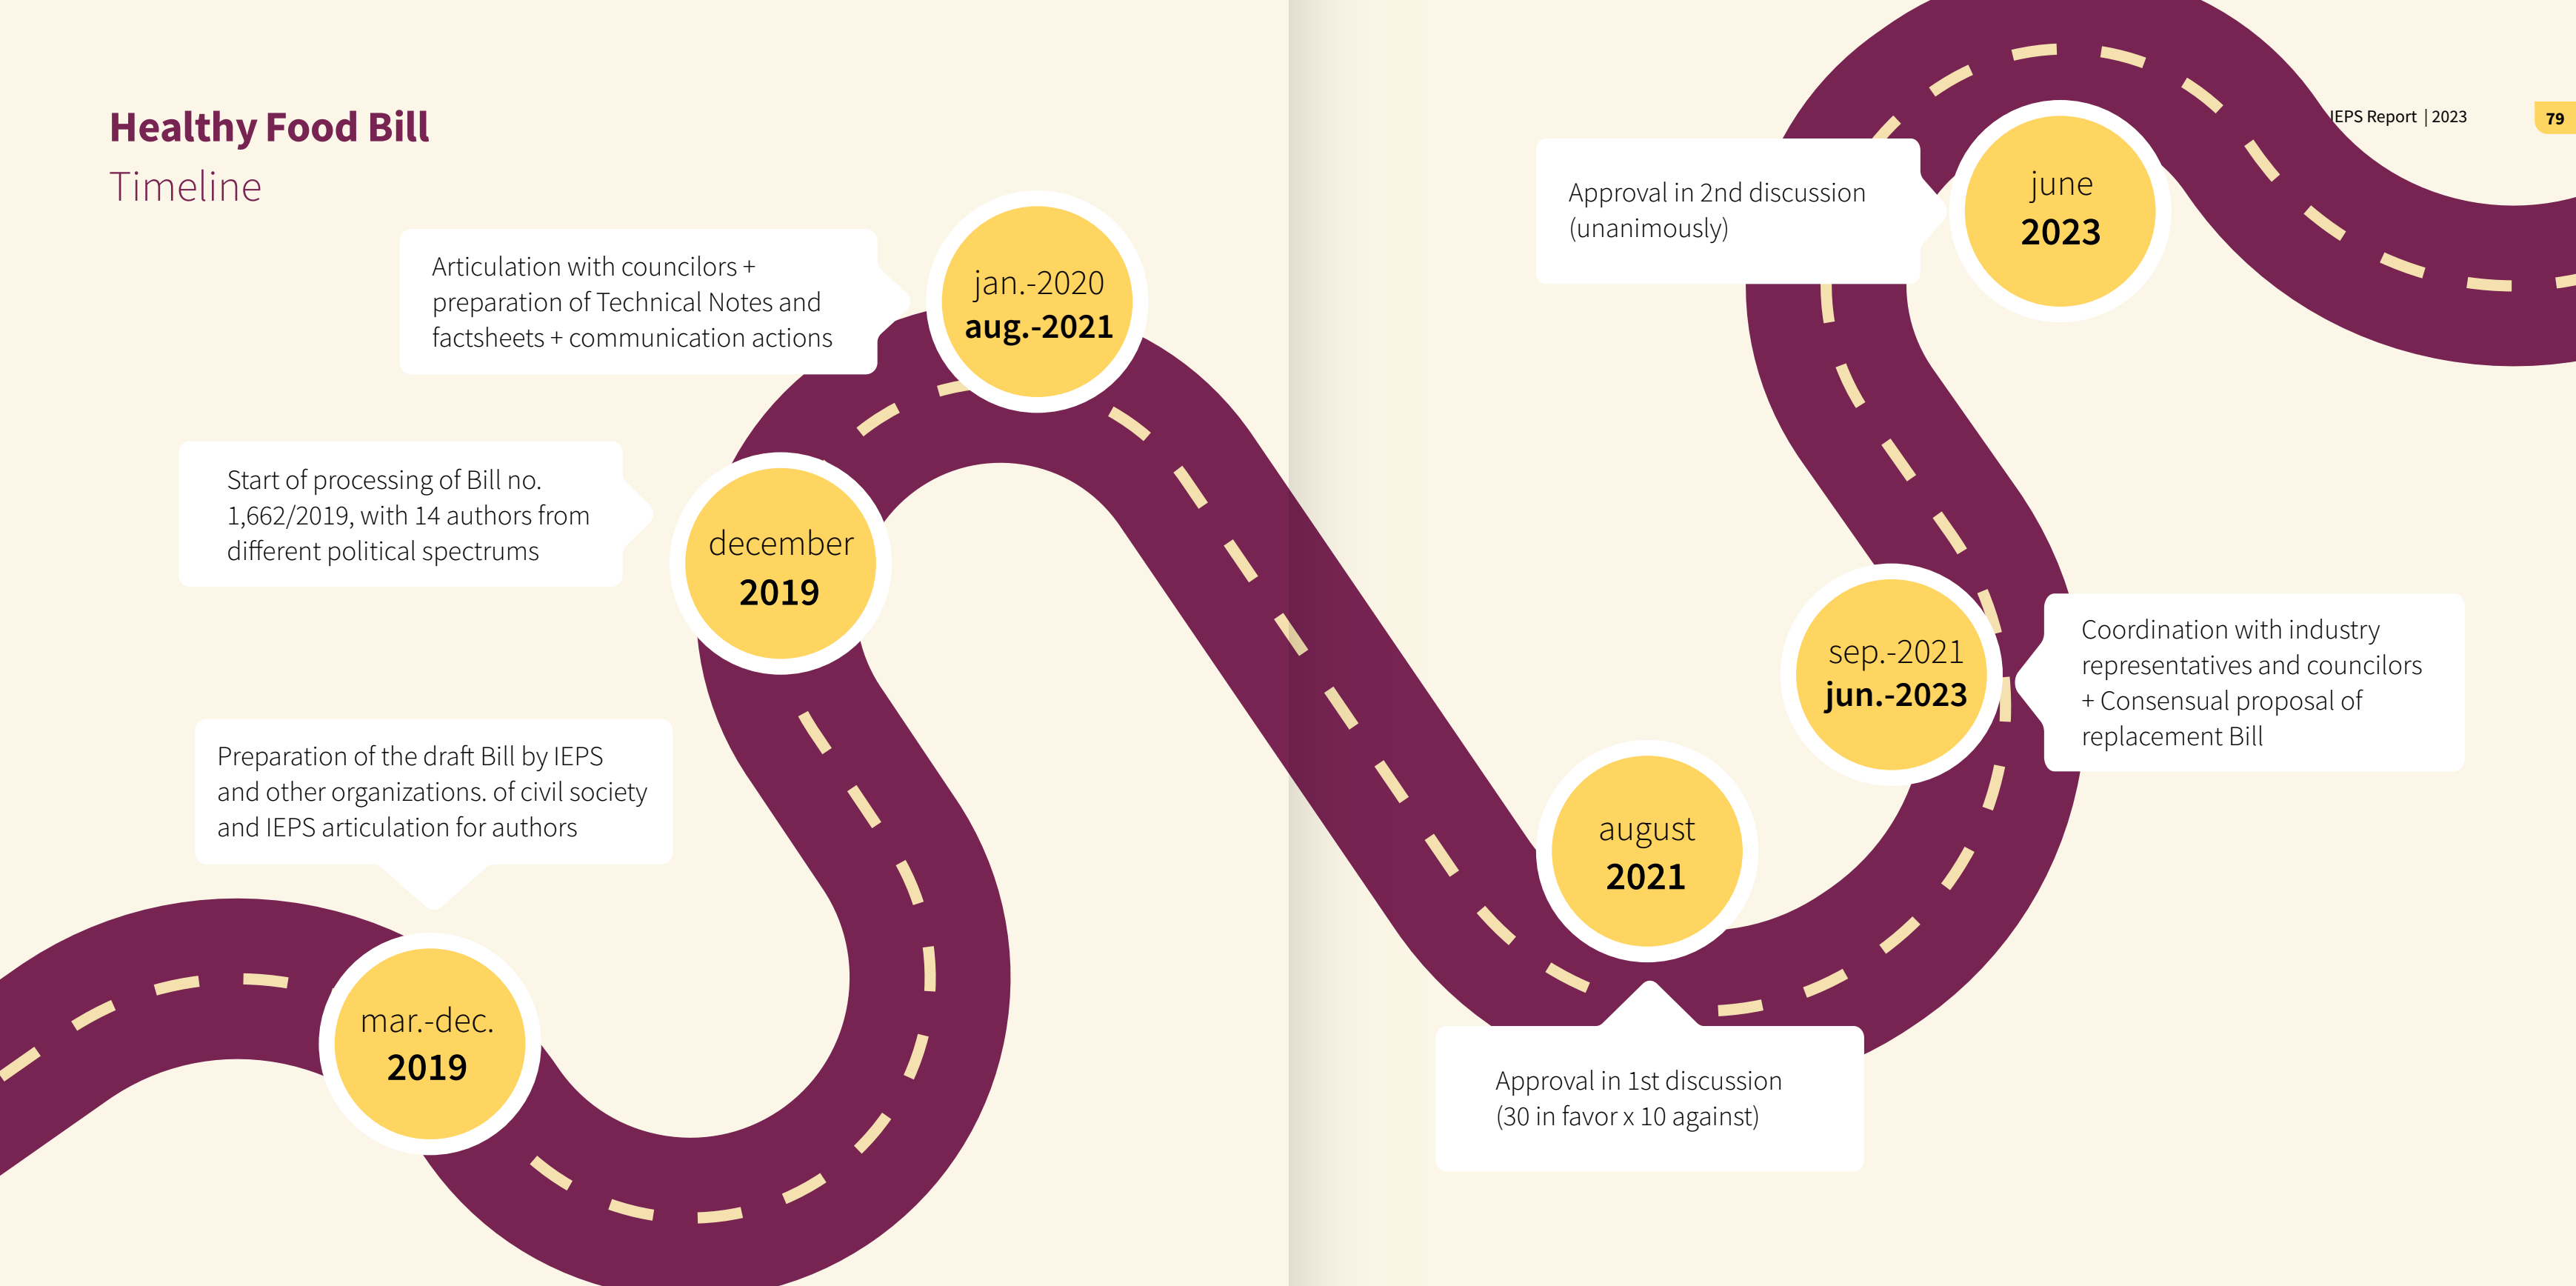 Healthy Food Bill
Timeline
IEPS Report | 2023
79
Articulation with councilors +
preparation of Technical Notes and
factsheets + communication actions
jan.-2020
aug.-2021
Start of processing of Bill no.
1,662/2019, with 14 authors from
different political spectrums
december
2019
Preparation of the draft Bill by IEPS
and other organizations. of civil society
and IEPS articulation for authors
mar.-dec.
2019
Approval in 2nd discussion
(unanimously)
june
2023
sep.-2021
jun.-2023
Coordination with industry
representatives and councilors
+ Consensual proposal of
replacement Bill
august
2021
Approval in 1st discussion
(30 in favor x 10 against)